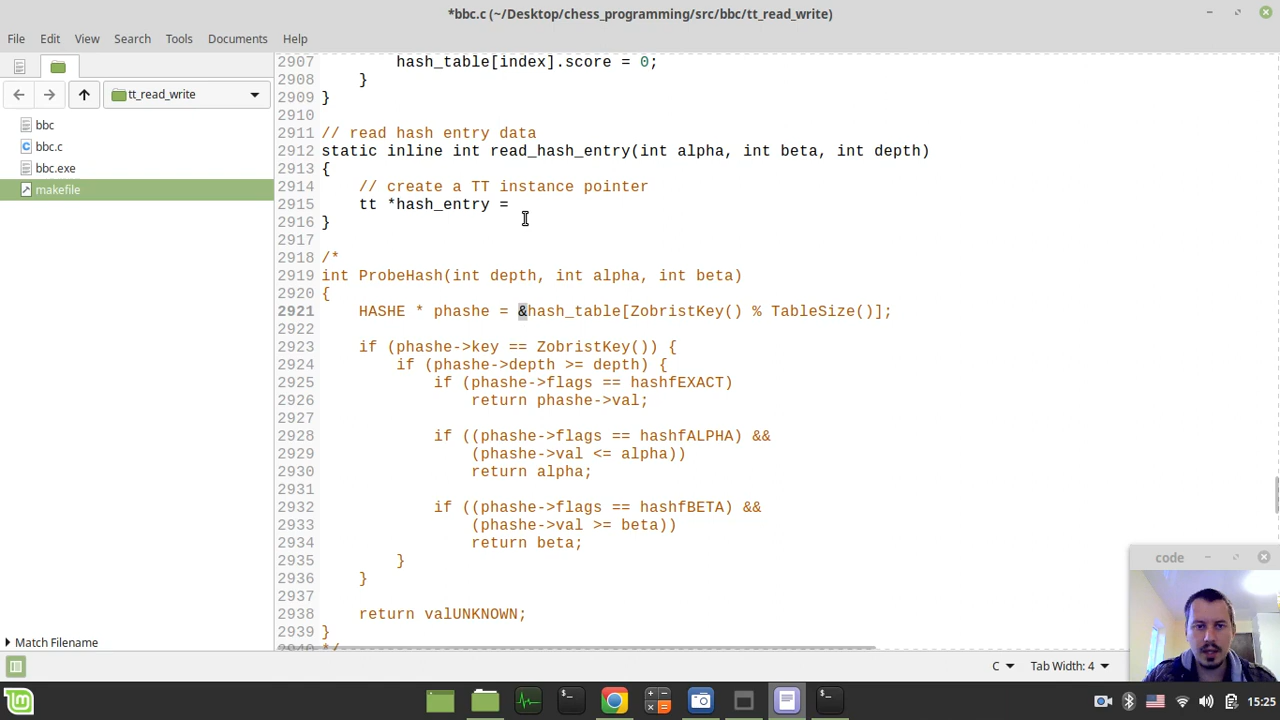 *bbc.c (~/Desktop/chess_programming/src/bbc/tt_read_write)
File Edit View Search Tools Documents Help
tt_read_write
bbc
bbc.c
bbc.exe
makefile
Match Filename
2907         hash_table[index].score = 0;
2908     }
2909 }
2910
2911 // read hash entry data
2912 static inline int read_hash_entry(int alpha, int beta, int depth)
2913 {
2914     // create a TT instance pointer
2915     tt *hash_entry =
2916 }
2917
2918 /*
2919 int ProbeHash(int depth, int alpha, int beta)
2920 {
2921     HASHE * phashe = &hash_table[ZobristKey() % TableSize()];
2922
2923     if (phashe->key == ZobristKey()) {
2924         if (phashe->depth >= depth) {
2925             if (phashe->flags == hashfEXACT)
2926                 return phashe->val;
2927
2928             if ((phashe->flags == hashfALPHA) &&
2929                 (phashe->val <= alpha))
2930                 return alpha;
2931
2932             if ((phashe->flags == hashfBETA) &&
2933                 (phashe->val >= beta))
2934                 return beta;
2935         }
2936     }
2937
2938     return valUNKNOWN;
2939 }
2940 */
code
C Tab Width: 4
15:25